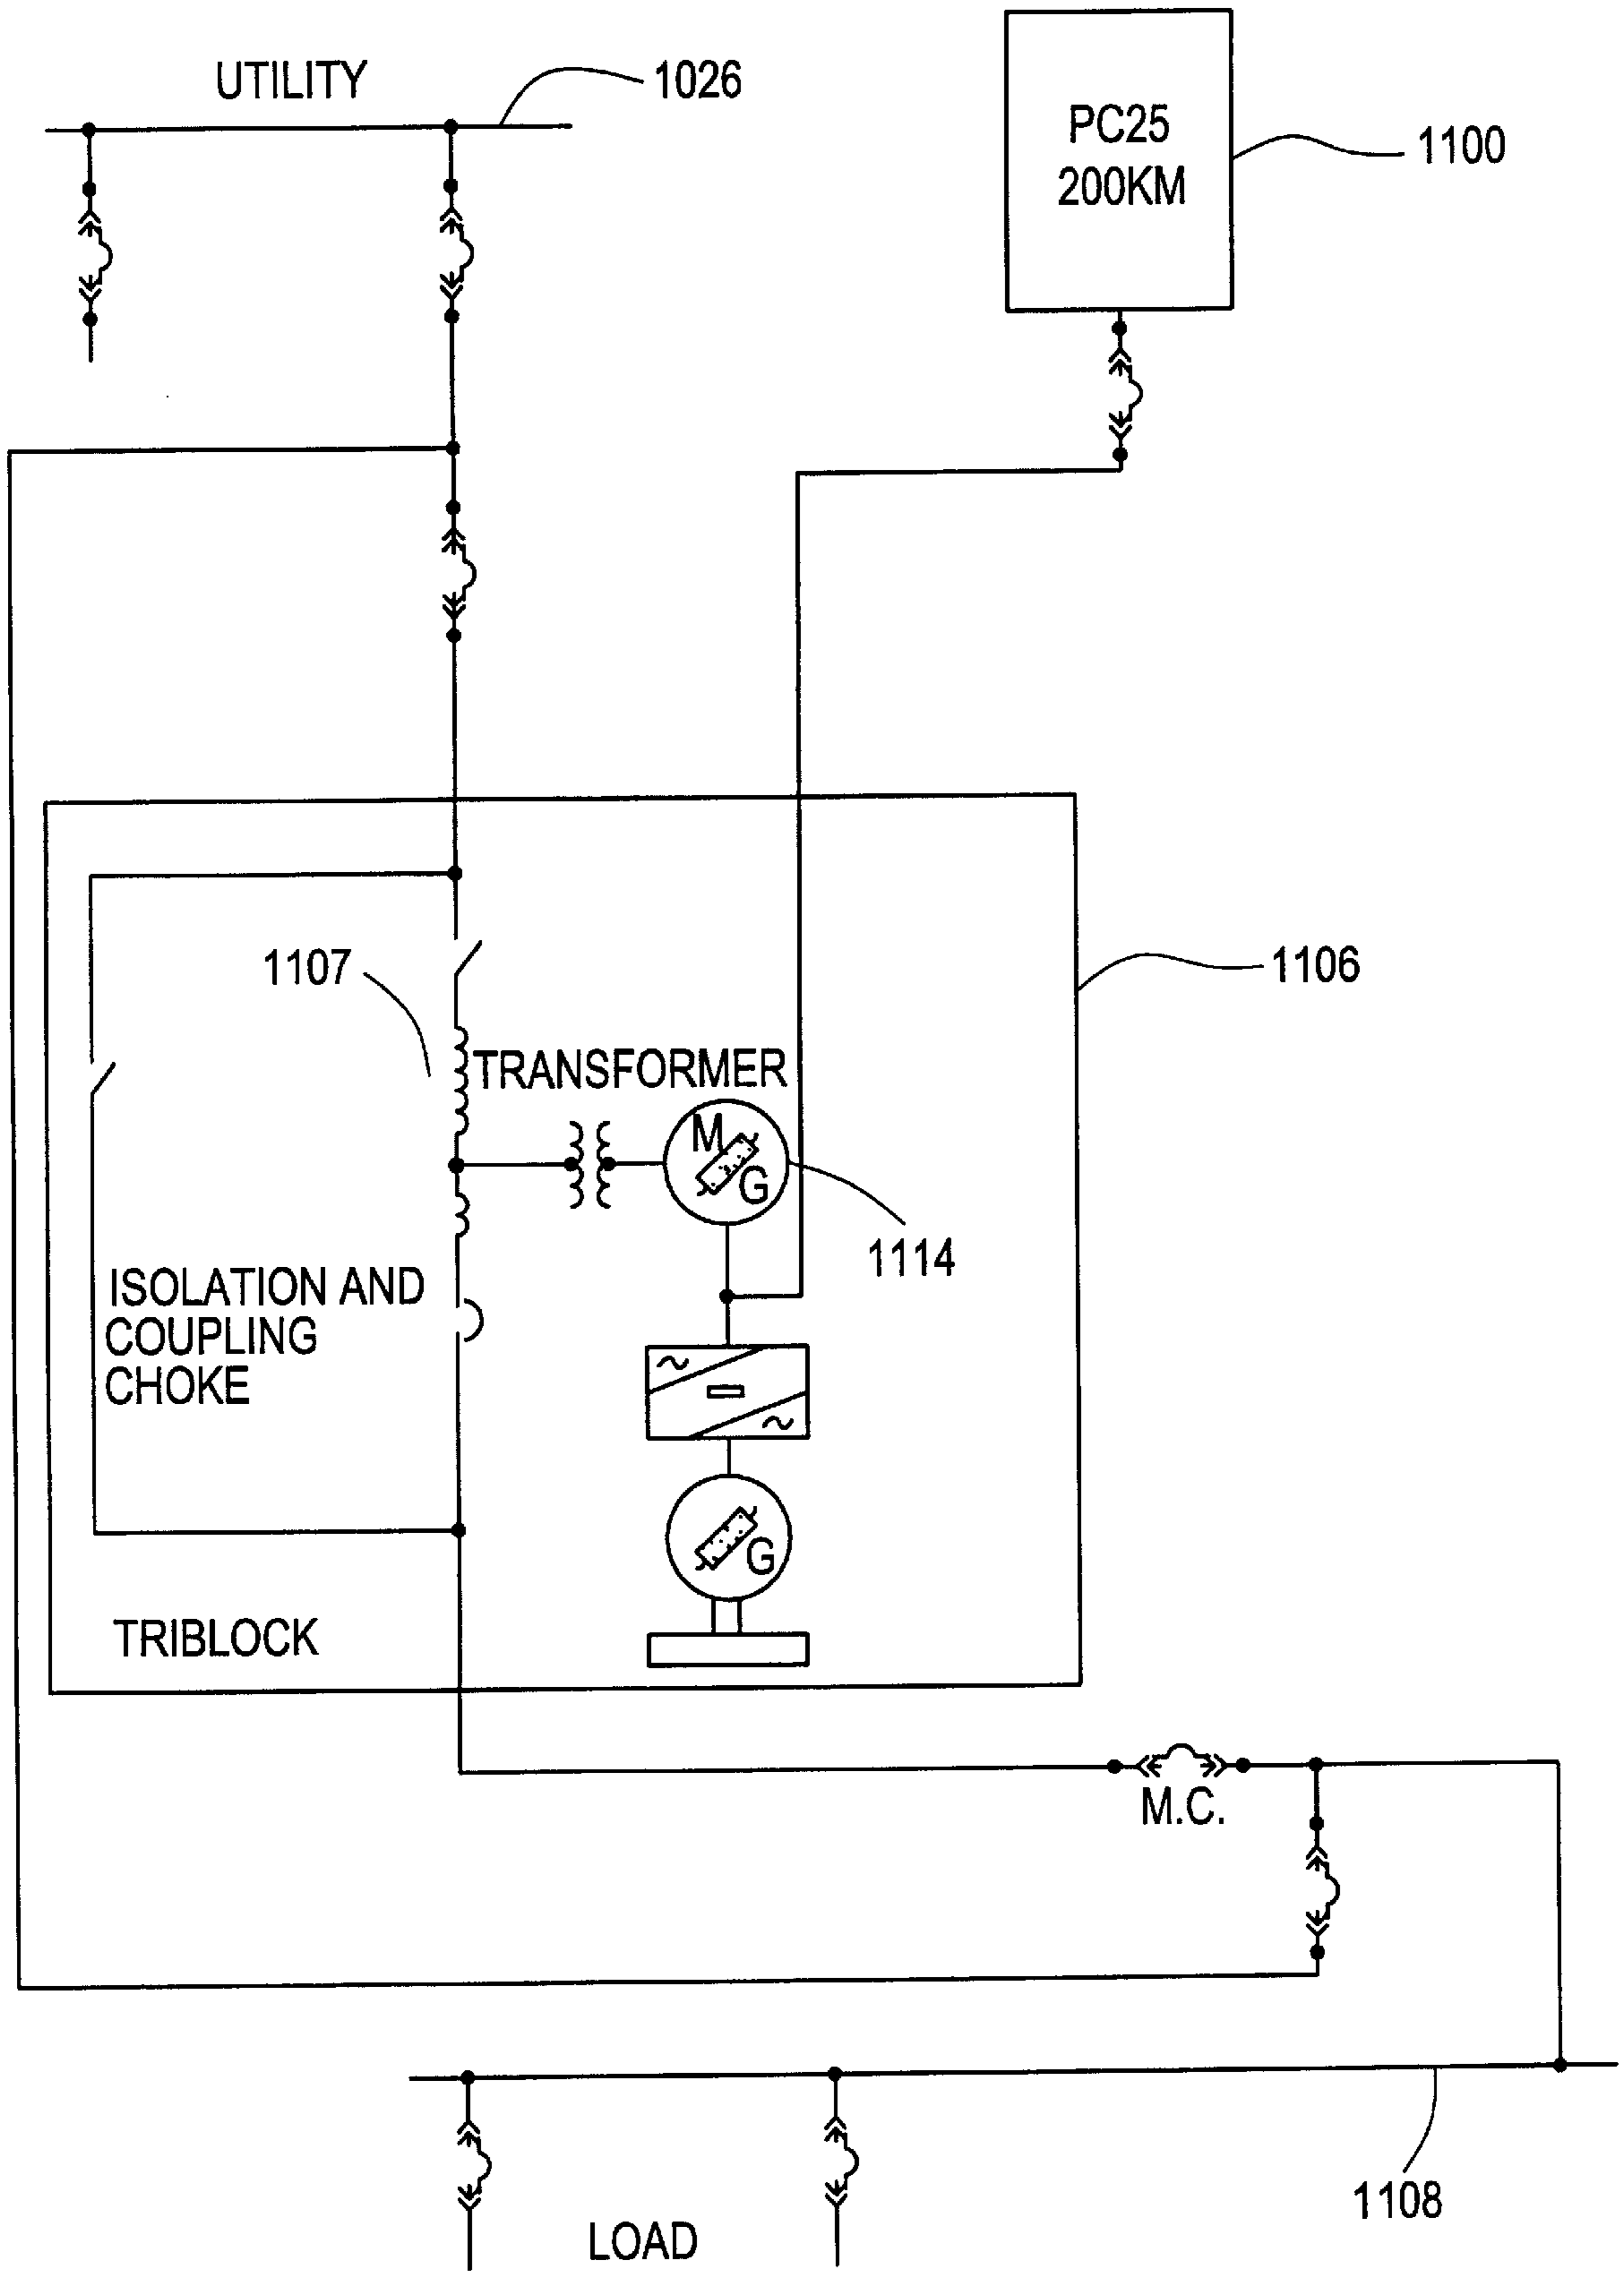 UTILITY
1026
PC25
200KM
1100
1107
1106
TRANSFORMER
M
G
1114
ISOLATION AND
COUPLING
CHOKE
G
TRIBLOCK
M.C.
1108
LOAD